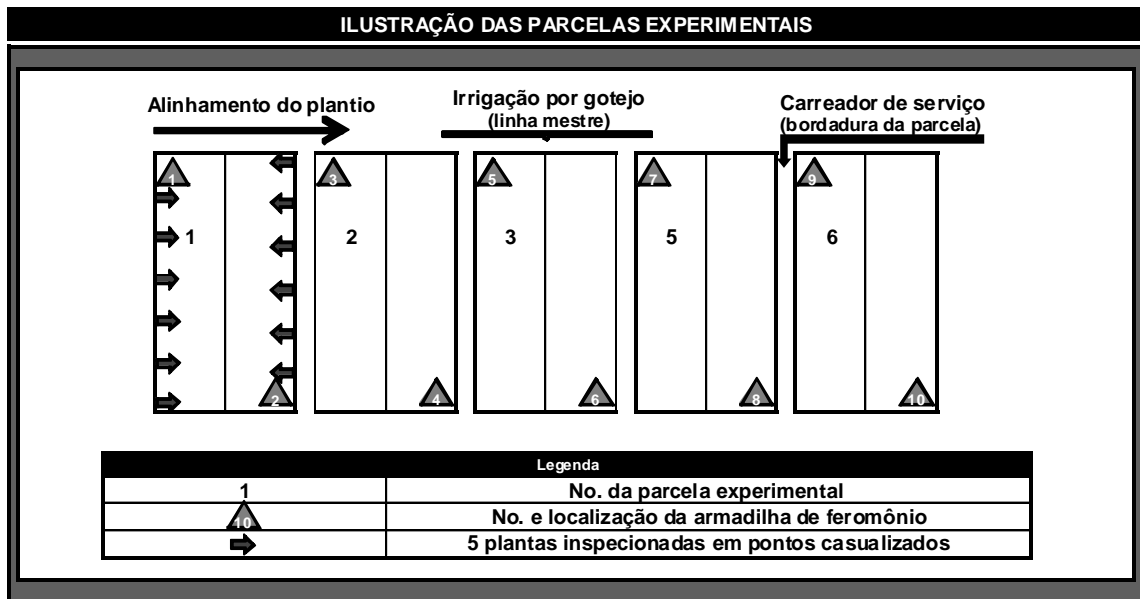 ILUSTRAÇÃO DAS PARCELAS EXPERIMENTAIS
Alinhamento do plantio
Irrigação por gotejo
(linha mestre)
Carreador de serviço
(bordadura da parcela)
1
3
5
7
9
1
2
3
5
6
2
4
6
8
10
Legenda
1
No. da parcela experimental
10
No. e localização da armadilha de feromônio
5 plantas inspecionadas em pontos casualizados